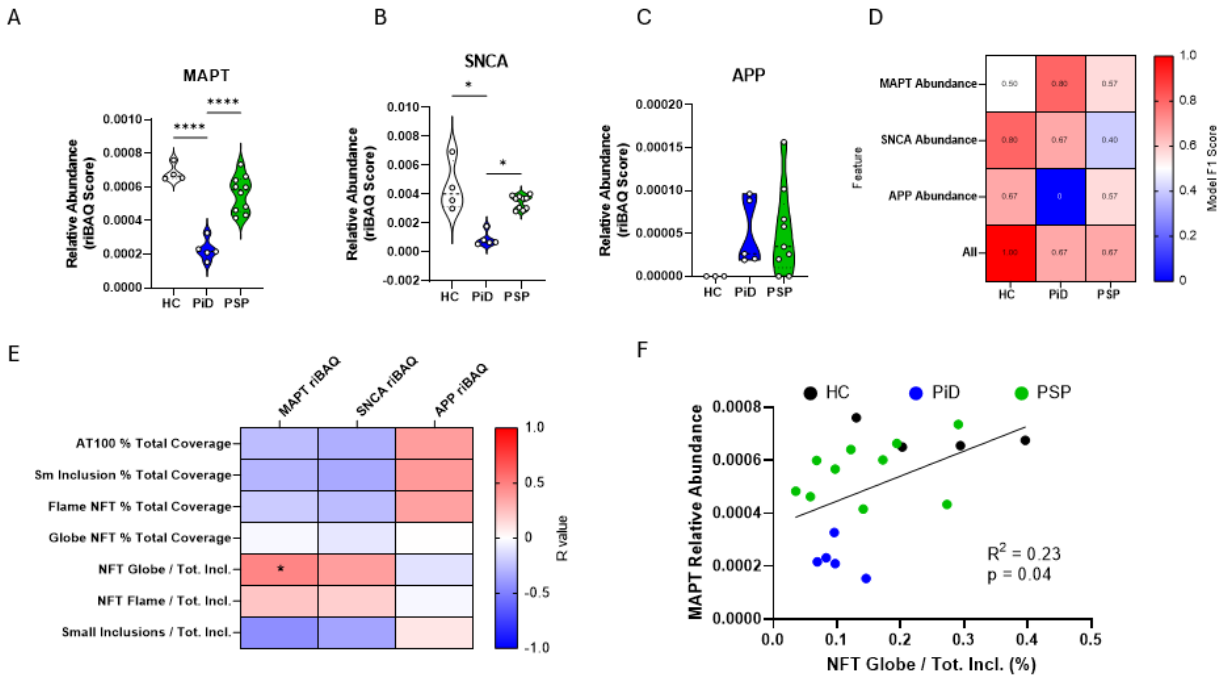 A
MAPT
**** ****
Relative Abundance
(riBAQ Score)
0.0010
0.0008
0.0006
0.0004
0.0002
0.0000
HC PiD PSP
B
SNCA
* *
Relative Abundance
(riBAQ Score)
0.010
0.008
0.006
0.004
0.002
0.000
-0.002
HC PiD PSP
C
APP
Relative Abundance
(riBAQ Score)
0.00020
0.00015
0.00010
0.00005
0.00000
HC PiD PSP
D
Feature
MAPT Abundance 0.50 0.80 0.57
SNCA Abundance 0.80 0.67 0.40
APP Abundance 0.67 0 0.57
All 1.00 0.67 0.67
HC PiD PSP
1.0
0.8
0.6
0.4
0.2
0
Model F1 Score
E
MAPT riBAQ
SNCA riBAQ
APP riBAQ
AT100 % Total Coverage
Sm Inclusion % Total Coverage
Flame NFT % Total Coverage
Globe NFT % Total Coverage
NFT Globe / Tot. Incl. *
NFT Flame / Tot. Incl.
Small Inclusions / Tot. Incl.
1.0
0.5
0
-0.5
-1.0
R value
F
HC PiD PSP
MAPT Relative Abundance
0.0008
0.0006
0.0004
0.0002
0.0000
R² = 0.23
p = 0.04
0.0 0.1 0.2 0.3 0.4 0.5
NFT Globe / Tot. Incl. (%)